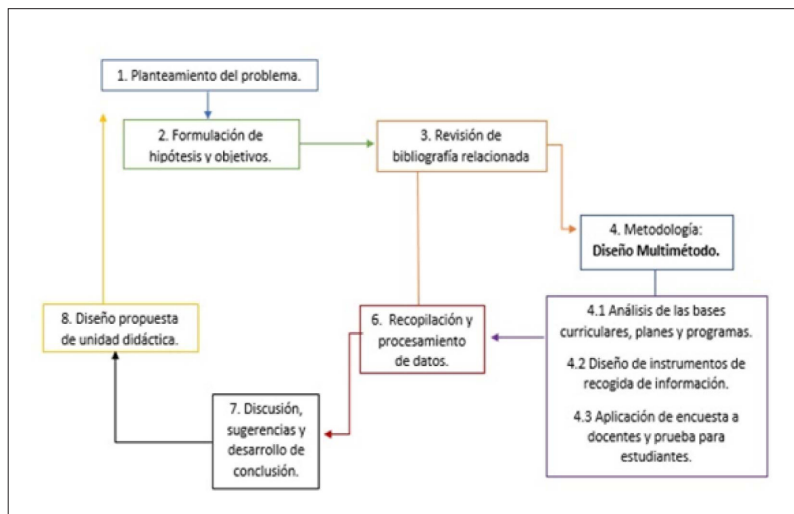 1. Planteamiento del problema.
2. Formulación de
hipótesis y objetivos.
3. Revisión de
bibliografía relacionada
4. Metodología:
Diseño Multimétodo.
4.1 Análisis de las bases
curriculares, planes y programas.
4.2 Diseño de instrumentos de
recogida de información.
4.3 Aplicación de encuesta a
docentes y prueba para
estudiantes.
6. Recopilación y
procesamiento
de datos.
7. Discusión,
sugerencias y
desarrollo de
conclusión.
8. Diseño propuesta
de unidad didáctica.